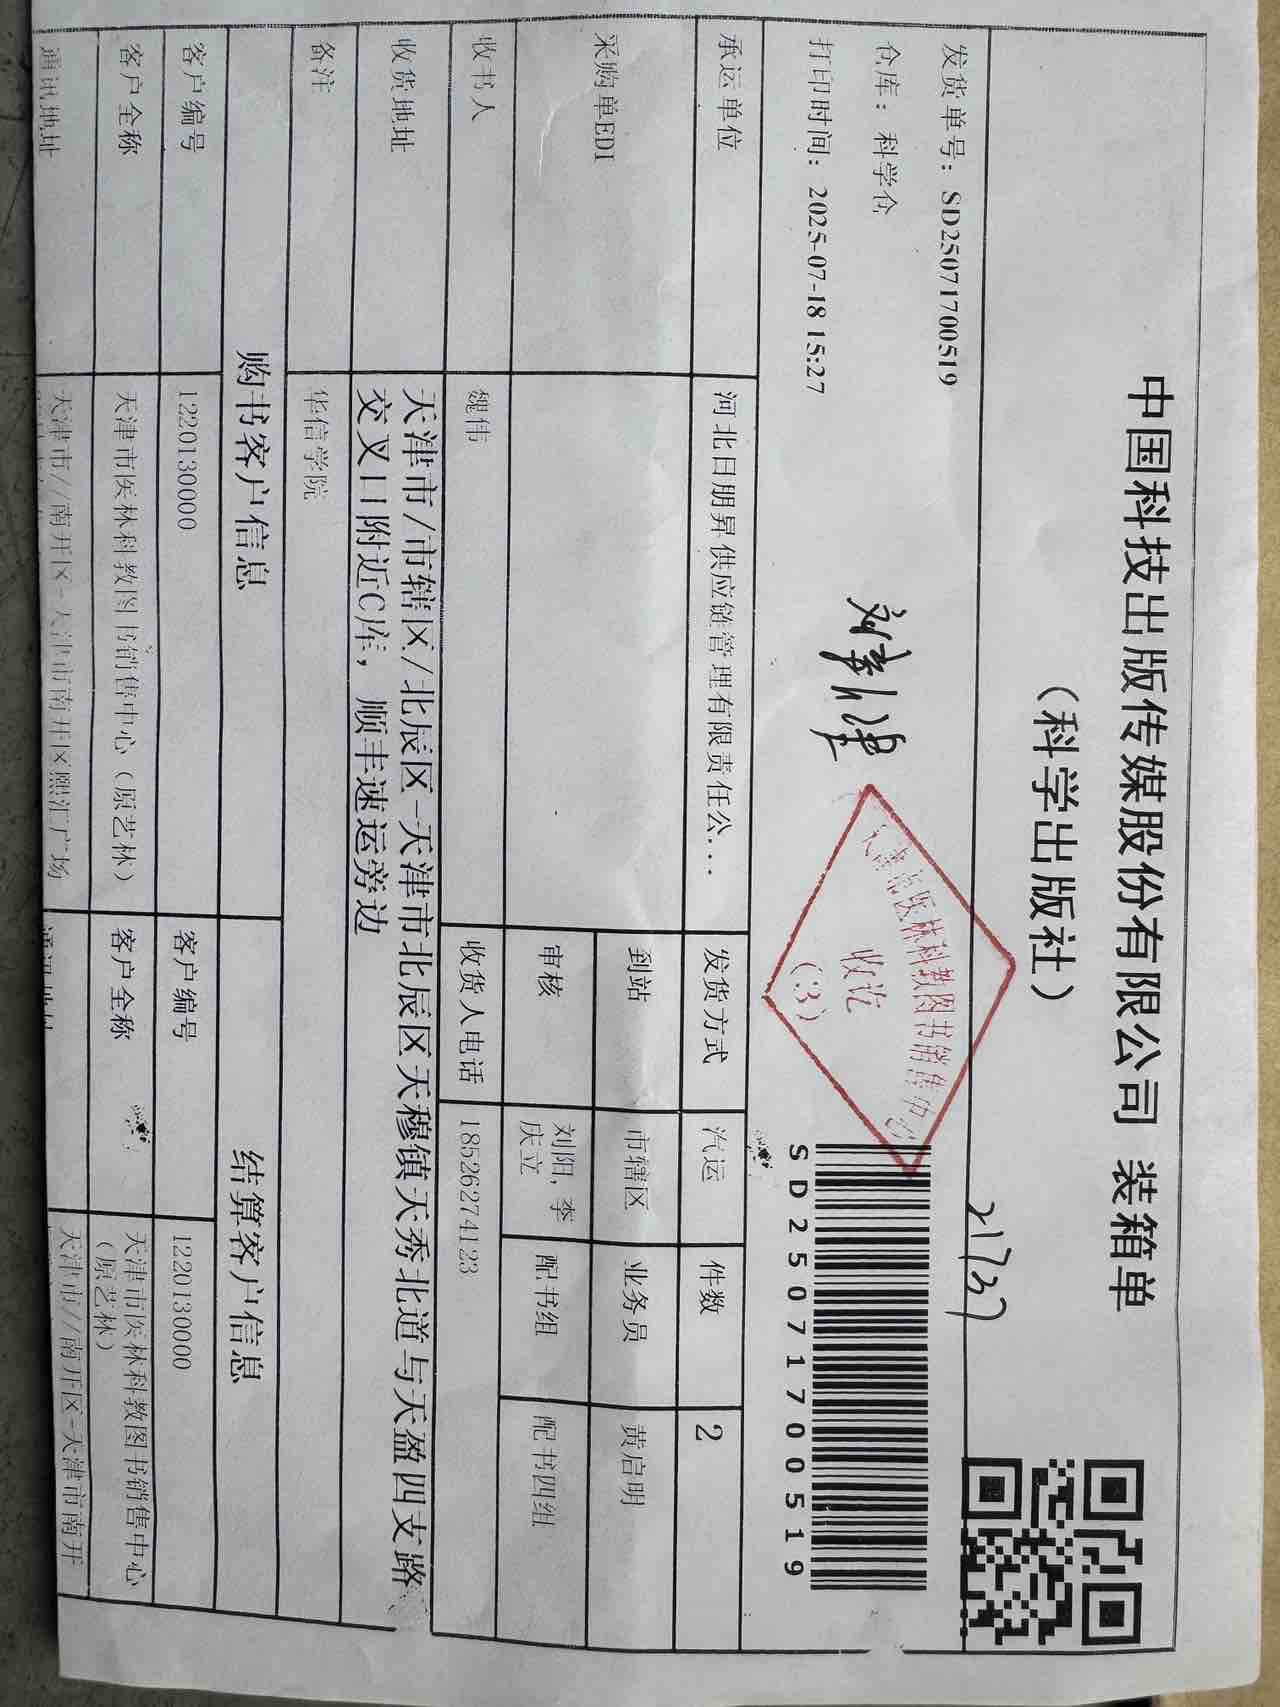 中国科技出版传媒股份有限公司 装箱单
（科学出版社）
21737
发货单号: SD25071700519
仓库: 科学仓
打印时间: 2025-07-18 15:27
天津市医林科教图书销售中心
收讫
(3)
SD25071700519
承运单位 河北日朋昇供应链管理有限责任公... 发货方式 汽运 件数 2
采购单EDI 到站 市辖区 业务员 黄启明
审核 刘阳, 李庆立 配书组 配书四组
收书人 魏伟 收货人电话 18526274123
收货地址 天津市/市辖区/北辰区-天津市北辰区天穆镇天秀北道与天盈四支路
交叉口附近C库，顺丰速运旁边
备注 华信学院
购书客户信息 结算客户信息
客户编号 1220130000 客户编号 1220130000
客户全称 天津市医林科教图书销售中心（原艺林） 客户全称 天津市医林科教图书销售中心
（原艺林）
通讯地址 天津市//南开区-天津市南开区熙汇广场 通讯地址 天津市//南开区-天津市南开